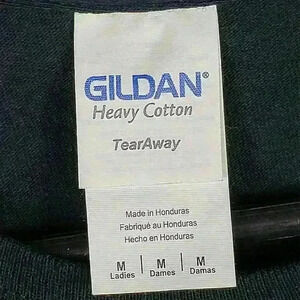 GILDAN®
Heavy Cotton
TearAway
Made in Honduras
Fabriqué au Honduras
Hecho en Honduras
M | M | M
Ladies | Dames | Damas